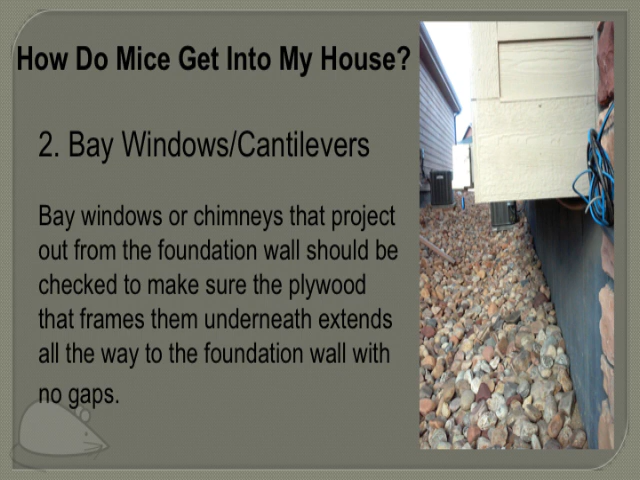 How Do Mice Get Into My House?
2. Bay Windows/Cantilevers
Bay windows or chimneys that project
out from the foundation wall should be
checked to make sure the plywood
that frames them underneath extends
all the way to the foundation wall with
no gaps.